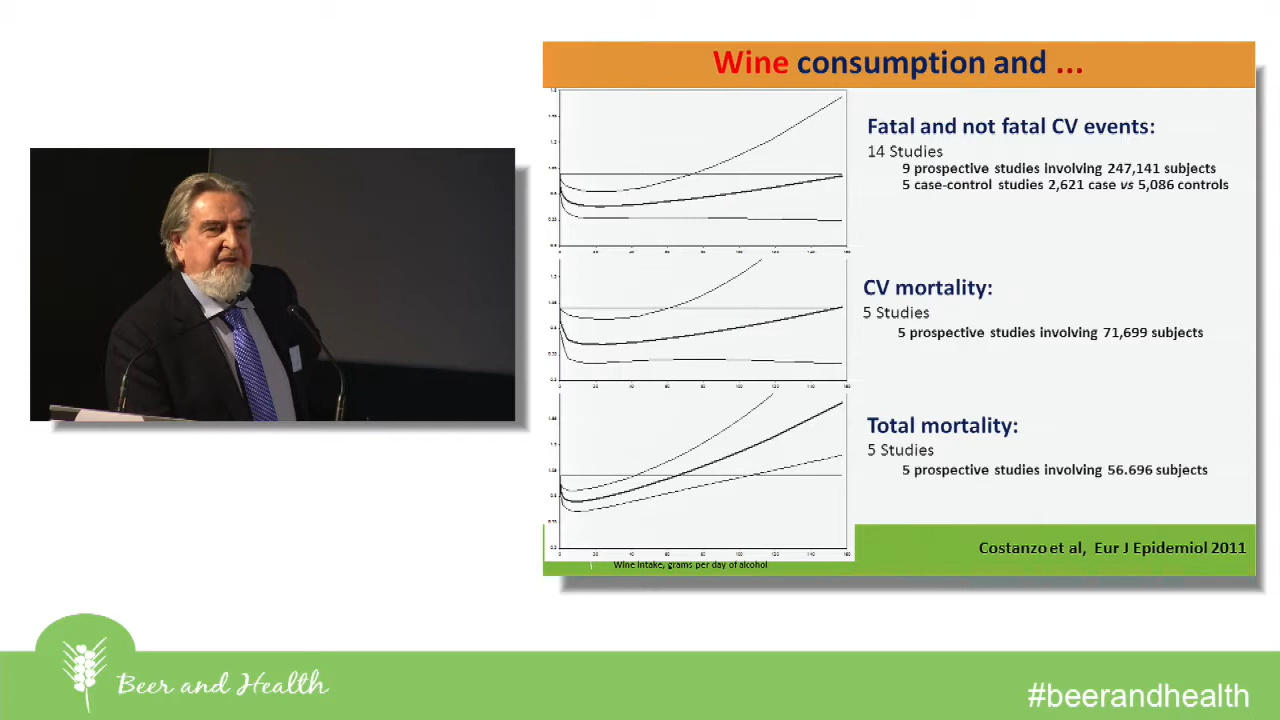 Wine consumption and ...
Fatal and not fatal CV events:
14 Studies
9 prospective studies involving 247,141 subjects
5 case-control studies 2,621 case vs 5,086 controls
CV mortality:
5 Studies
5 prospective studies involving 71,699 subjects
Total mortality:
5 Studies
5 prospective studies involving 56.696 subjects
Costanzo et al, Eur J Epidemiol 2011
Wine intake, grams per day of alcohol
Beer and Health
#beerandhealth